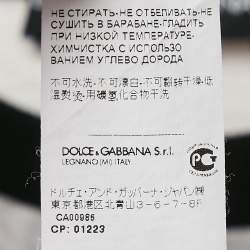 НЕ СТИРАТЬ·НЕ ОТБЕЛИВАТЬ·НЕ
СУШИТЬ В БАРАБАНЕ·ГЛАДИТЬ
ПРИ НИЗКОЙ ТЕМПЕРАТУРЕ·
ХИМЧИСТКА С ИСПОЛЬЗО
ВАНИЕМ УГЛЕВО ДОРОДА
不可水洗·不可漂白·不可翻转干燥·低
温熨烫·用碳氢化合物干洗
DOLCE & GABBANA S.r.l.
LEGNANO (MI) ITALY
ドルチェ·アンド·ガッバーナ·ジャパン㈱
東京都港区北青山3-6-7-8F
CA00985
CP: 01223